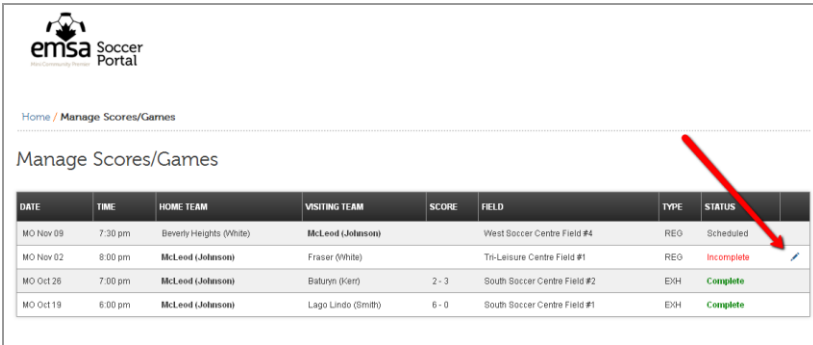 emsa Soccer
Portal
Home / Manage Scores/Games
Manage Scores/Games
DATE TIME HOME TEAM VISITING TEAM SCORE FIELD TYPE STATUS
MO Nov 09 7:30 pm Beverly Heights (White) McLeod (Johnson) West Soccer Centre Field #4 REG Scheduled
MO Nov 02 8:00 pm McLeod (Johnson) Fraser (White) Tri-Leisure Centre Field #1 REG Incomplete
MO Oct 26 7:00 pm McLeod (Johnson) Baturyn (Kerr) 2 - 3 South Soccer Centre Field #2 EXH Complete
MO Oct 19 6:00 pm McLeod (Johnson) Lago Lindo (Smith) 6 - 0 South Soccer Centre Field #1 EXH Complete